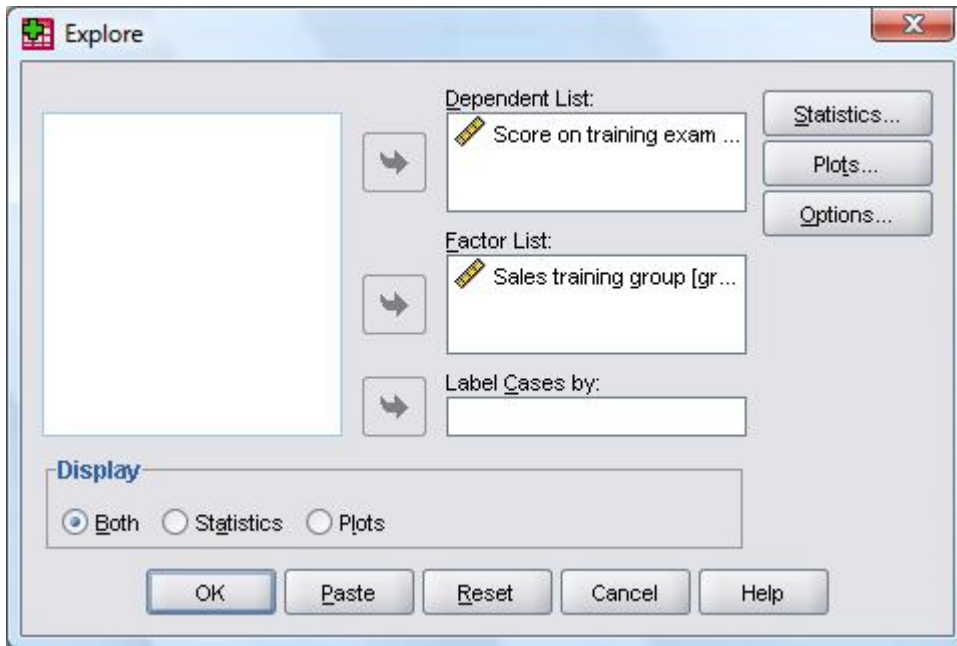 Explore
Dependent List:
Score on training exam ...
Statistics...
Plots...
Options...
Factor List:
Sales training group [gr...
Label Cases by:
Display
Both
Statistics
Plots
OK
Paste
Reset
Cancel
Help